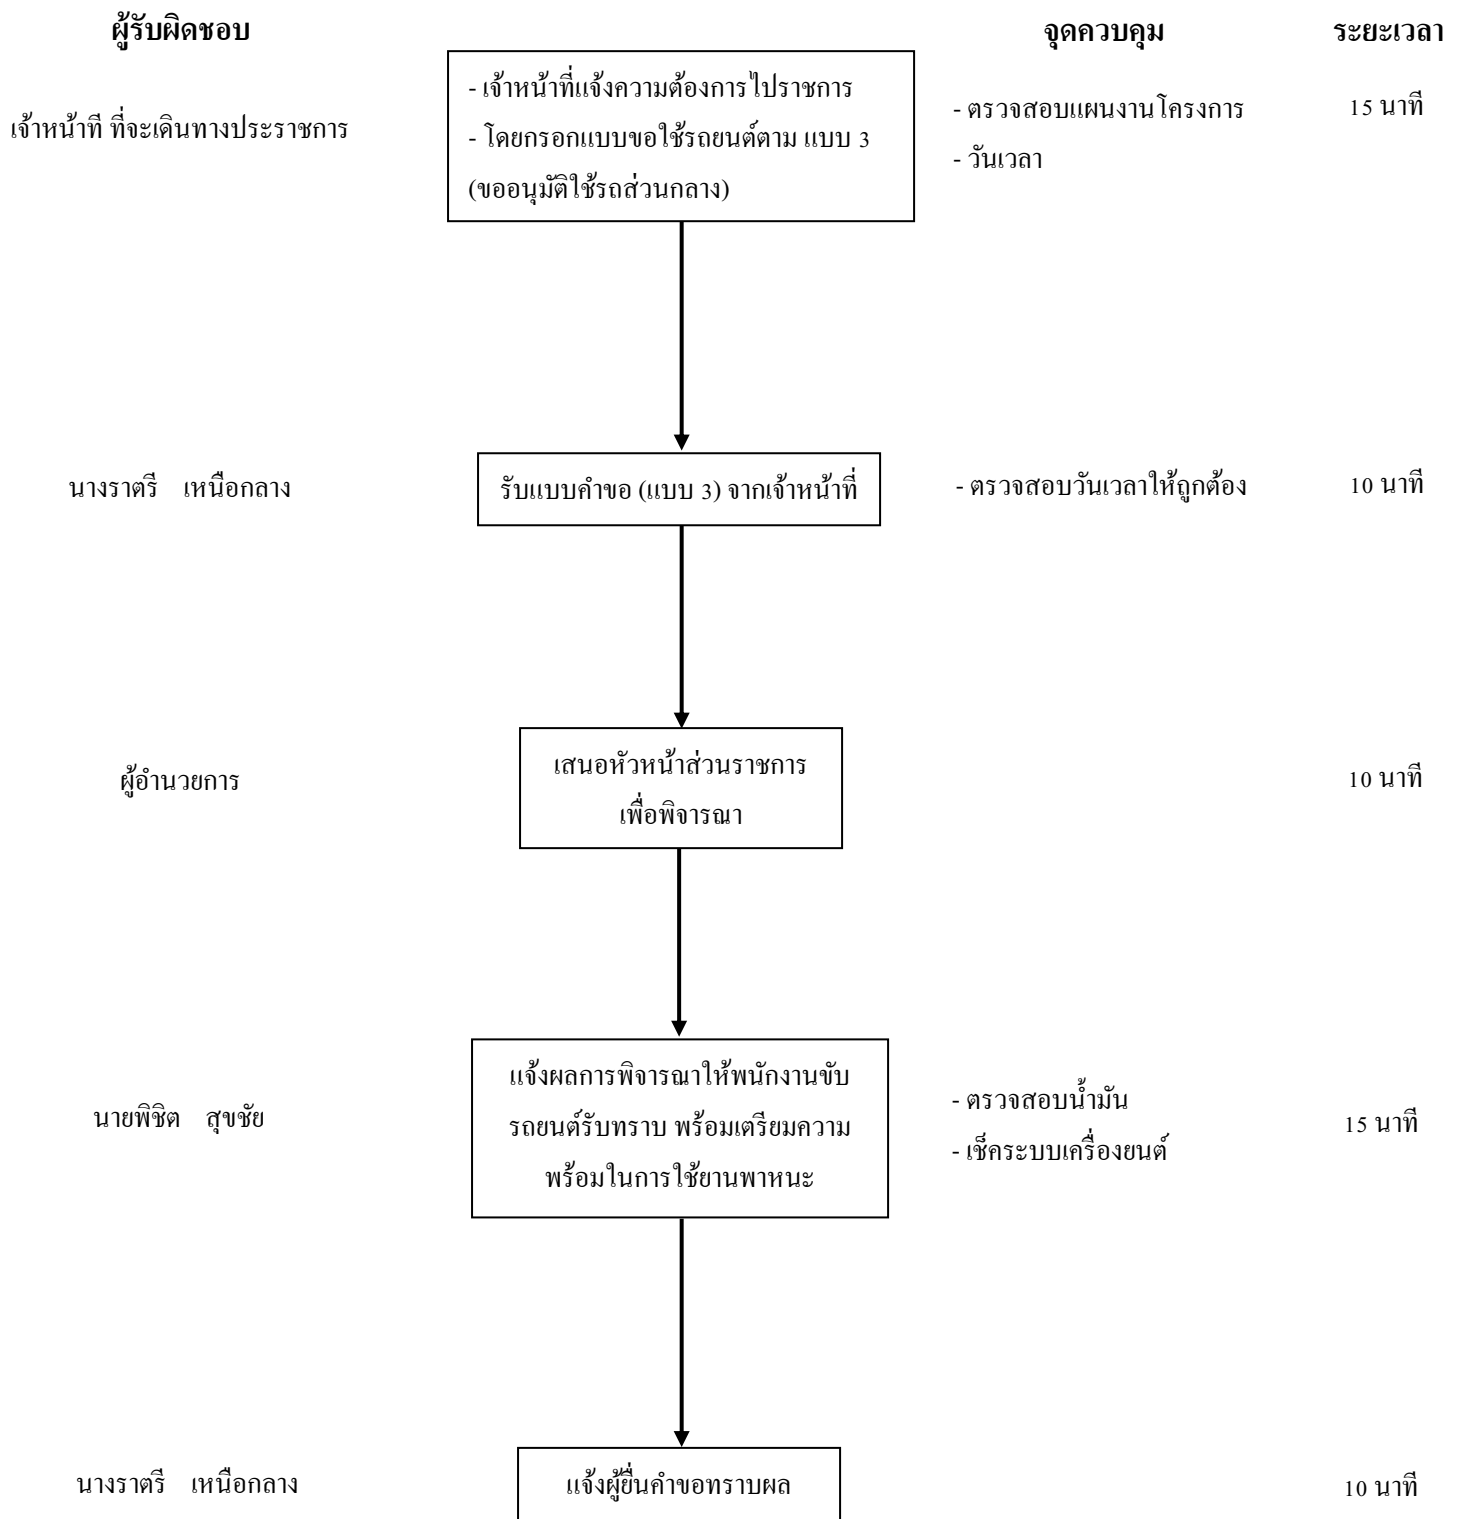 ผู้รับผิดชอบ จุดควบคุม ระยะเวลา
- เจ้าหน้าที่แจ้งความต้องการไปราชการ
- โดยกรอกแบบขอใช้รถยนต์ตาม แบบ 3
(ขออนุมัติใช้รถส่วนกลาง)
เจ้าหน้าที ที่จะเดินทางประราชการ
- ตรวจสอบแผนงานโครงการ
- วันเวลา
15 นาที
นางราตรี เหนือกลาง
รับแบบคำขอ (แบบ 3) จากเจ้าหน้าที่
- ตรวจสอบวันเวลาให้ถูกต้อง
10 นาที
ผู้อำนวยการ
เสนอหัวหน้าส่วนราชการ
เพื่อพิจารณา
10 นาที
นายพิชิต สุขชัย
แจ้งผลการพิจารณาให้พนักงานขับ
รถยนต์รับทราบ พร้อมเตรียมความ
พร้อมในการใช้ยานพาหนะ
- ตรวจสอบน้ำมัน
- เช็คระบบเครื่องยนต์
15 นาที
นางราตรี เหนือกลาง
แจ้งผู้ยื่นคำขอทราบผล
10 นาที